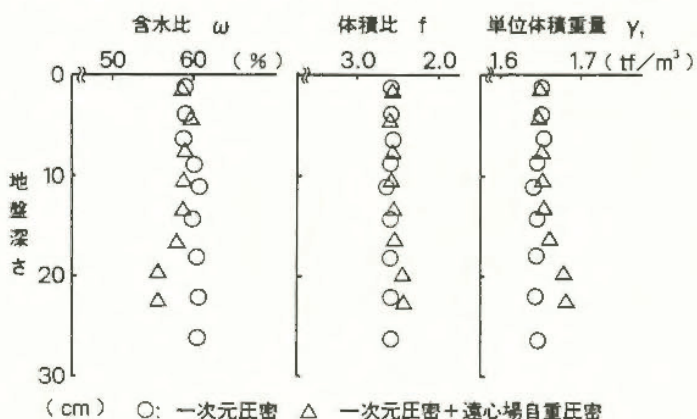 含水比 ω 体積比 f 単位体積重量 γ,
50 60 (%) 3.0 2.0 1.6 1.7 (tf/m³)
0
10
地盤深さ
20
30
(cm) ○: 一次元圧密 △ 一次元圧密+遠心場自重圧密